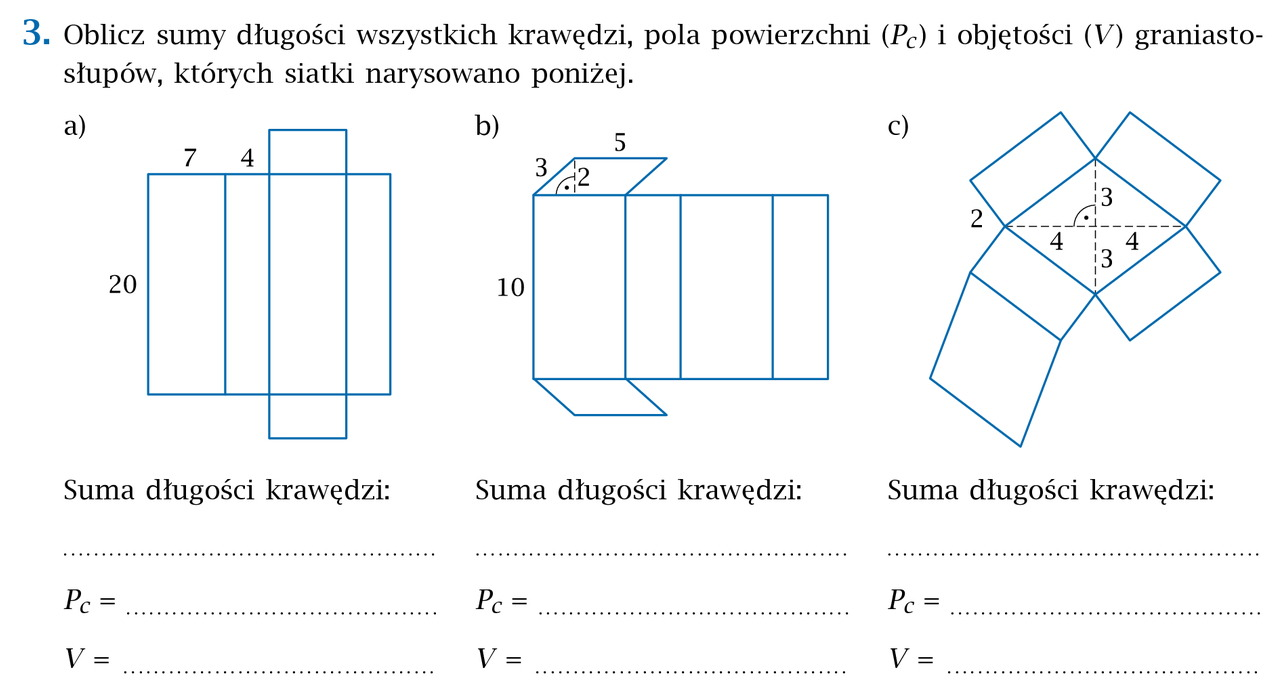 3. Oblicz sumy długości wszystkich krawędzi, pola powierzchni (Pc) i objętości (V) graniasto-
słupów, których siatki narysowano poniżej.
a)
7 4
20
b)
5
3
2
10
c)
3
2
4 4
3
Suma długości krawędzi: Suma długości krawędzi: Suma długości krawędzi:
Pc = Pc = Pc =
V = V = V =